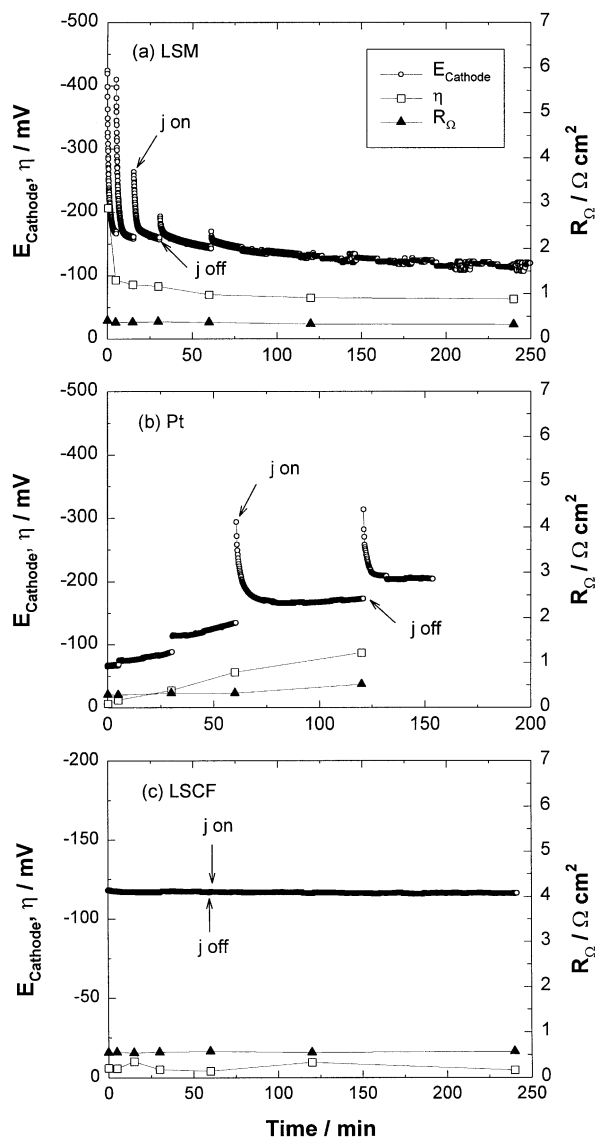 -500
-400
-300
-200
-100
0
E_Cathode, η / mV
(a) LSM
j on
j off
E_Cathode
η
R_Ω
7
6
5
4
3
2
1
0
R_Ω / Ω cm²
0 50 100 150 200 250
-500
-400
-300
-200
-100
0
E_Cathode, η / mV
(b) Pt
j on
j off
7
6
5
4
3
2
1
0
R_Ω / Ω cm²
0 50 100 150 200
-200
-150
-100
-50
0
E_Cathode, η / mV
(c) LSCF
j on
j off
7
6
5
4
3
2
1
0
R_Ω / Ω cm²
0 50 100 150 200 250
Time / min